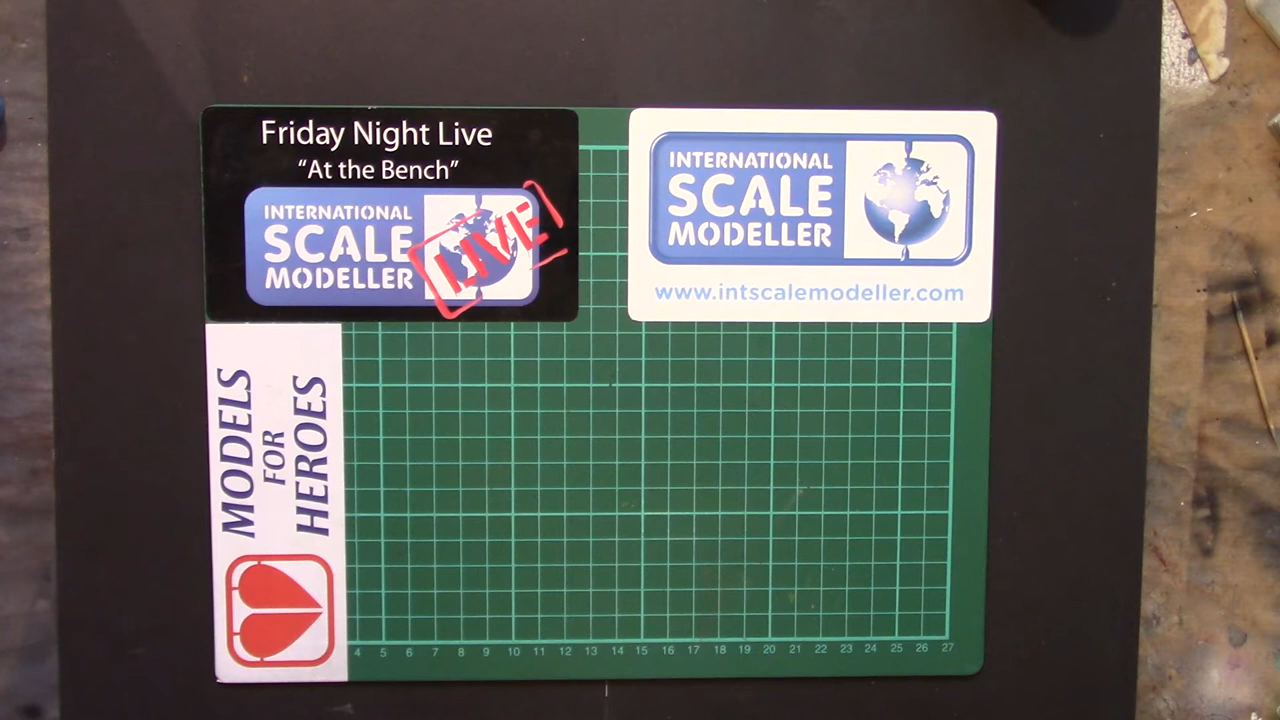 Friday Night Live
“At the Bench”
INTERNATIONAL
SCALE
MODELLER
LIVE!
INTERNATIONAL
SCALE
MODELLER
www.intscalemodeller.com
MODELS
FOR
HEROES
4 5 6 7 8 9 10 11 12 13 14 15 16 17 18 19 20 21 22 23 24 25 26 27